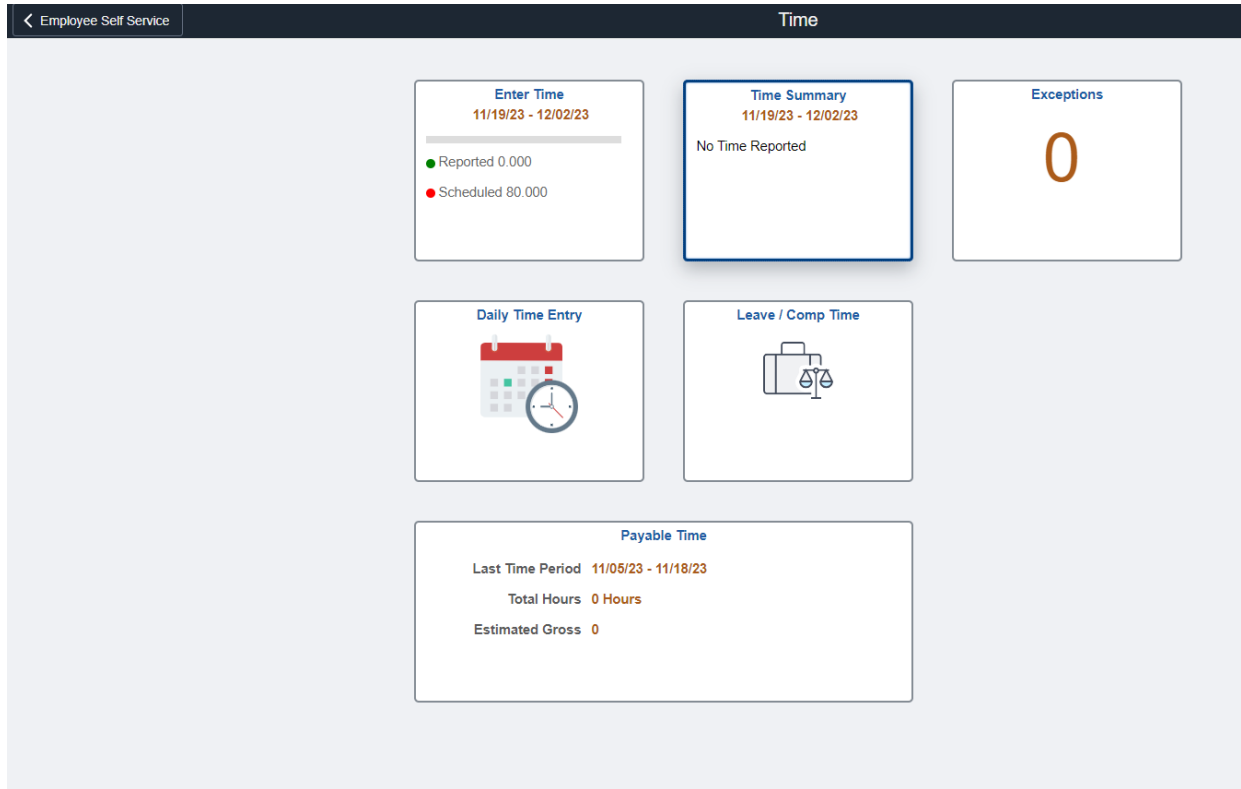 Employee Self Service
Time
Enter Time
11/19/23 - 12/02/23
Reported 0.000
Scheduled 80.000
Time Summary
11/19/23 - 12/02/23
No Time Reported
Exceptions
0
Daily Time Entry
Leave / Comp Time
Payable Time
Last Time Period 11/05/23 - 11/18/23
Total Hours 0 Hours
Estimated Gross 0